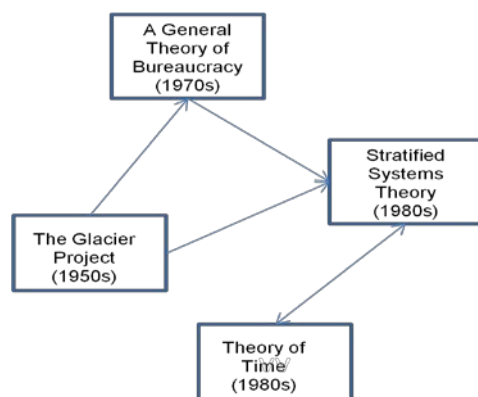 A General
Theory of
Bureaucracy
(1970s)
Stratified
Systems
Theory
(1980s)
The Glacier
Project
(1950s)
Theory of
Time
(1980s)